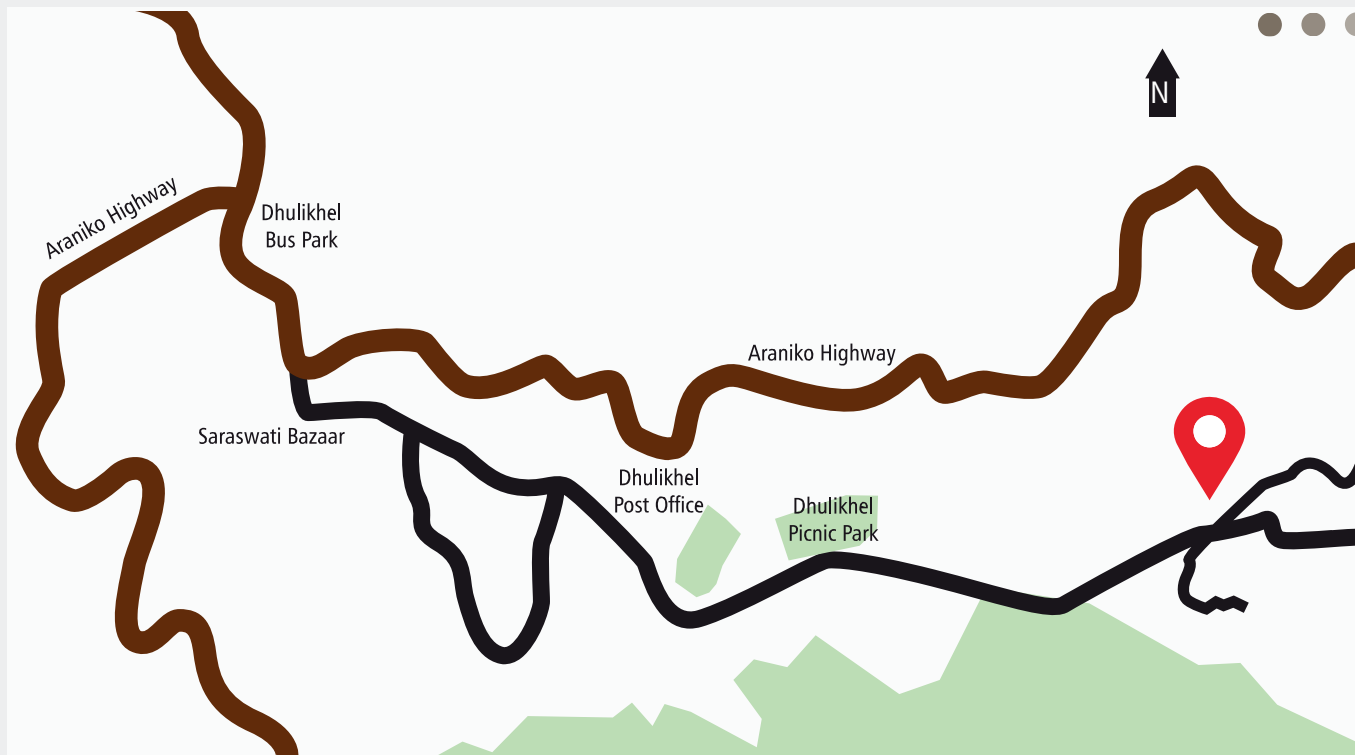 N
Araniko Highway
Dhulikhel
Bus Park
Araniko Highway
Saraswati Bazaar
Dhulikhel
Post Office
Dhulikhel
Picnic Park